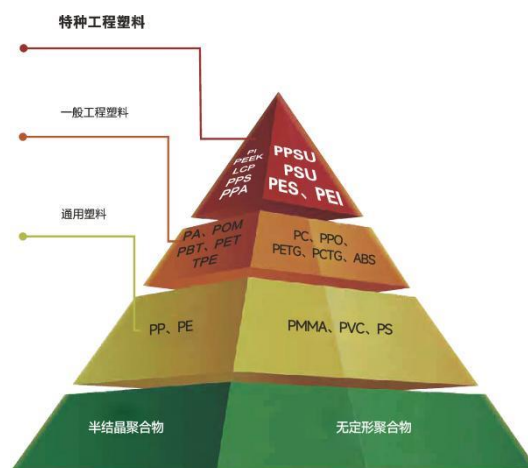 特种工程塑料
一般工程塑料
通用塑料
PI
PEEK
LCP
PPS
PPA
PPSU
PSU
PES、PEI
PA、POM
PBT、PET
TPE
PC、PPO、
PETG、PCTG、ABS
PP、PE
PMMA、PVC、PS
半结晶聚合物
无定形聚合物